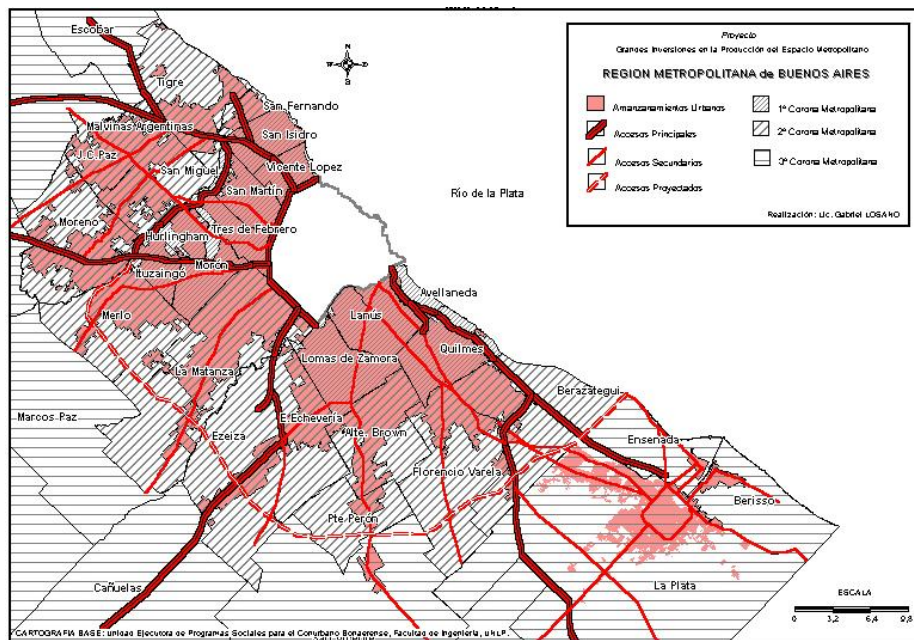 Proyecto
Grandes Inversiones en la Producción del Espacio Metropolitano
REGION METROPOLITANA de BUENOS AIRES
Amanzanamientos Urbanos
Accesos Principales
Accesos Secundarios
Accesos Proyectados
1ª Corona Metropolitana
2ª Corona Metropolitana
3ª Corona Metropolitana
Realización: Lic. Gabriel LOSANO
N
Escobar
Tigre
San Fernando
San Isidro
Malvinas Argentinas
Vicente Lopez
J.C.Paz
San Miguel
San Martín
Río de la Plata
Moreno
Tres de Febrero
Hurlingham
Morón
Ituzaingó
Avellaneda
Merlo
Lanús
Quilmes
Lomas de Zamora
La Matanza
Berazategui
Marcos Paz
E.Echeveria
Ezeiza
Alte. Brown
Ensenada
Florencio Varela
Berisso
Pte Perón
Cañuelas
La Plata
ESCALA
0 3,2 6,4 9,8
CARTOGRAFIA BASE: Unidad Ejecutora de Programas Sociales para el Conurbano Bonaerense, Facultad de Ingeniería, UNLP.